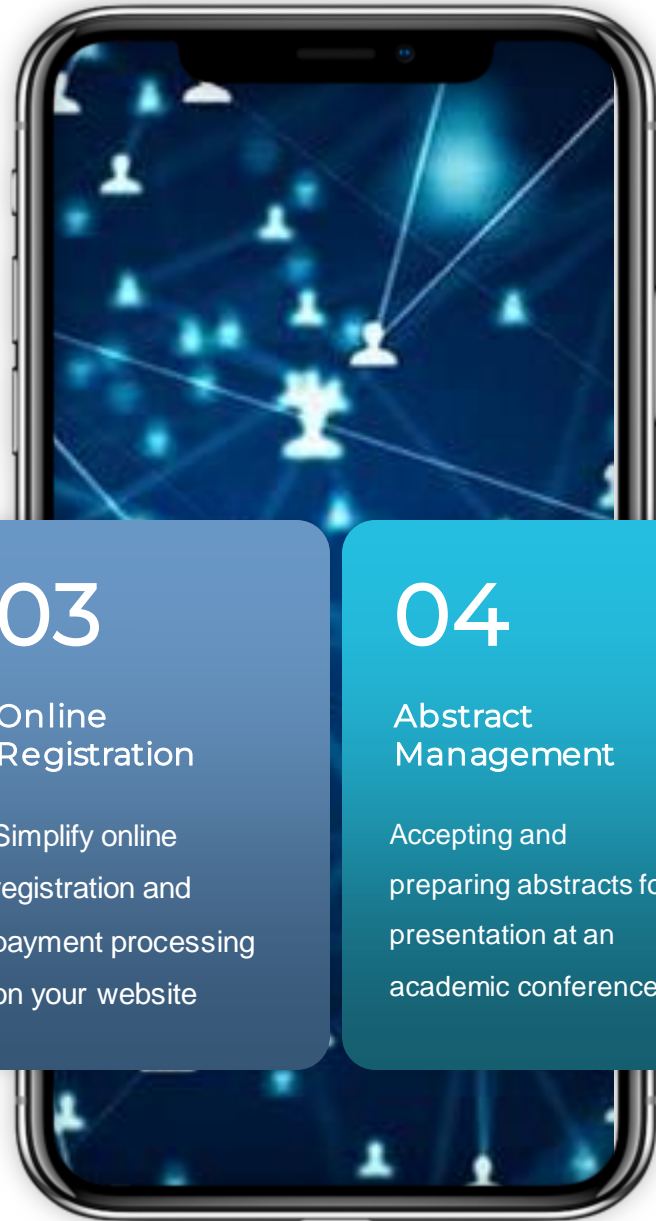 03
Online
Registration
Simplify online
registration and
payment processing
on your website
04
Abstract
Management
Accepting and
preparing abstracts fo
presentation at an
academic conference